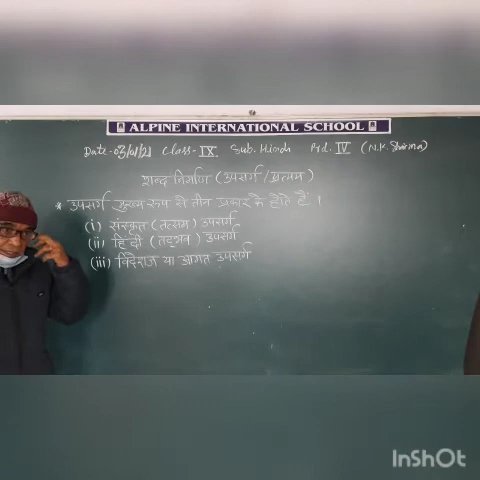 ALPINE INTERNATIONAL SCHOOL
Date-03/01/21 Class-IX Sub. Hindi Prd. IV (N.K. Sharma)
शब्द निर्माण (उपसर्ग/प्रत्यय)
* उपसर्ग मुख्य रूप से तीन प्रकार के होते हैं ।
(i) संस्कृत (तत्सम) उपसर्ग
(ii) हिन्दी (तद्भव) उपसर्ग
(iii) विदेशज या आगत उपसर्ग
InShOt